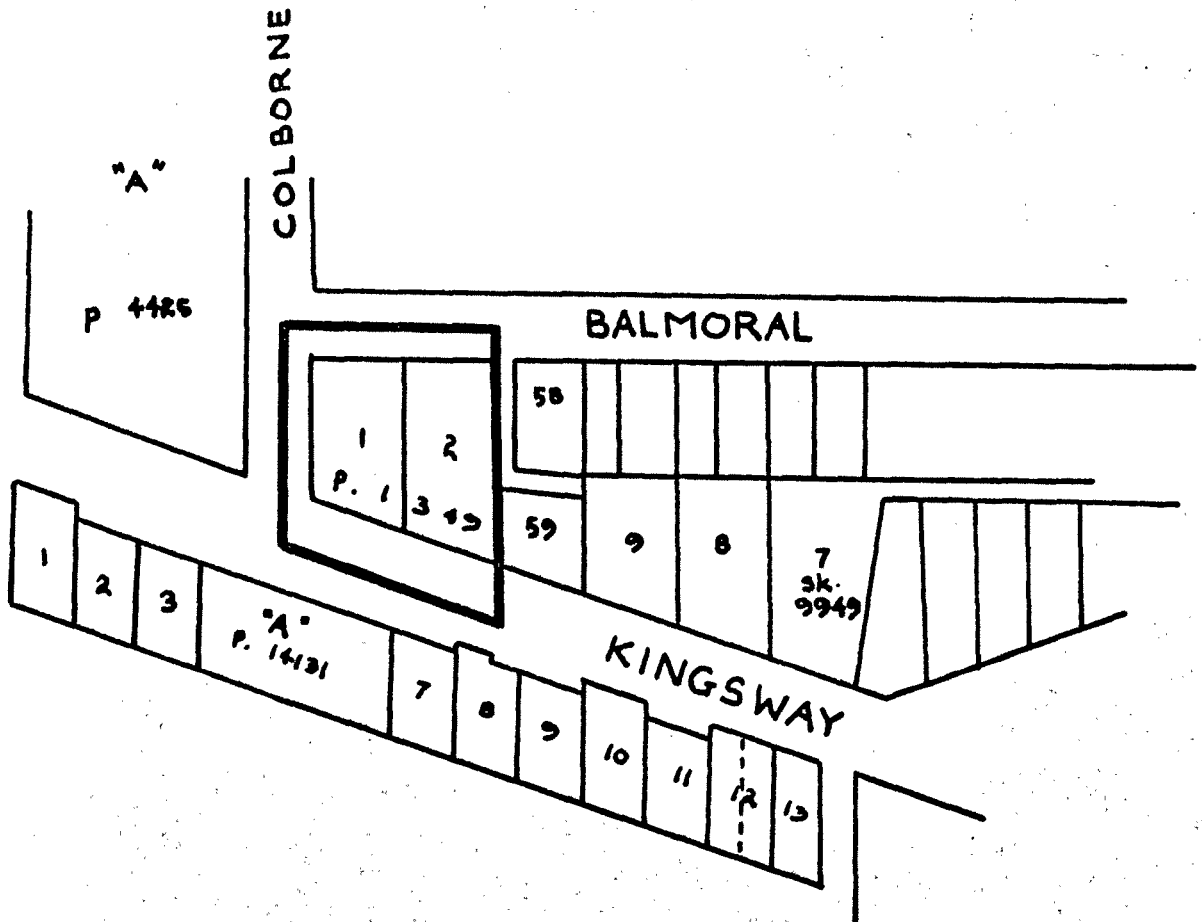 COLBORNE
"A"
P 4425
BALMORAL
58
1 2
P. 1 3 49
59 9 8 7
sk.
9949
1 2 3 "A"
P. 14131
KINGSWAY
7 8 9 10 11 12 13